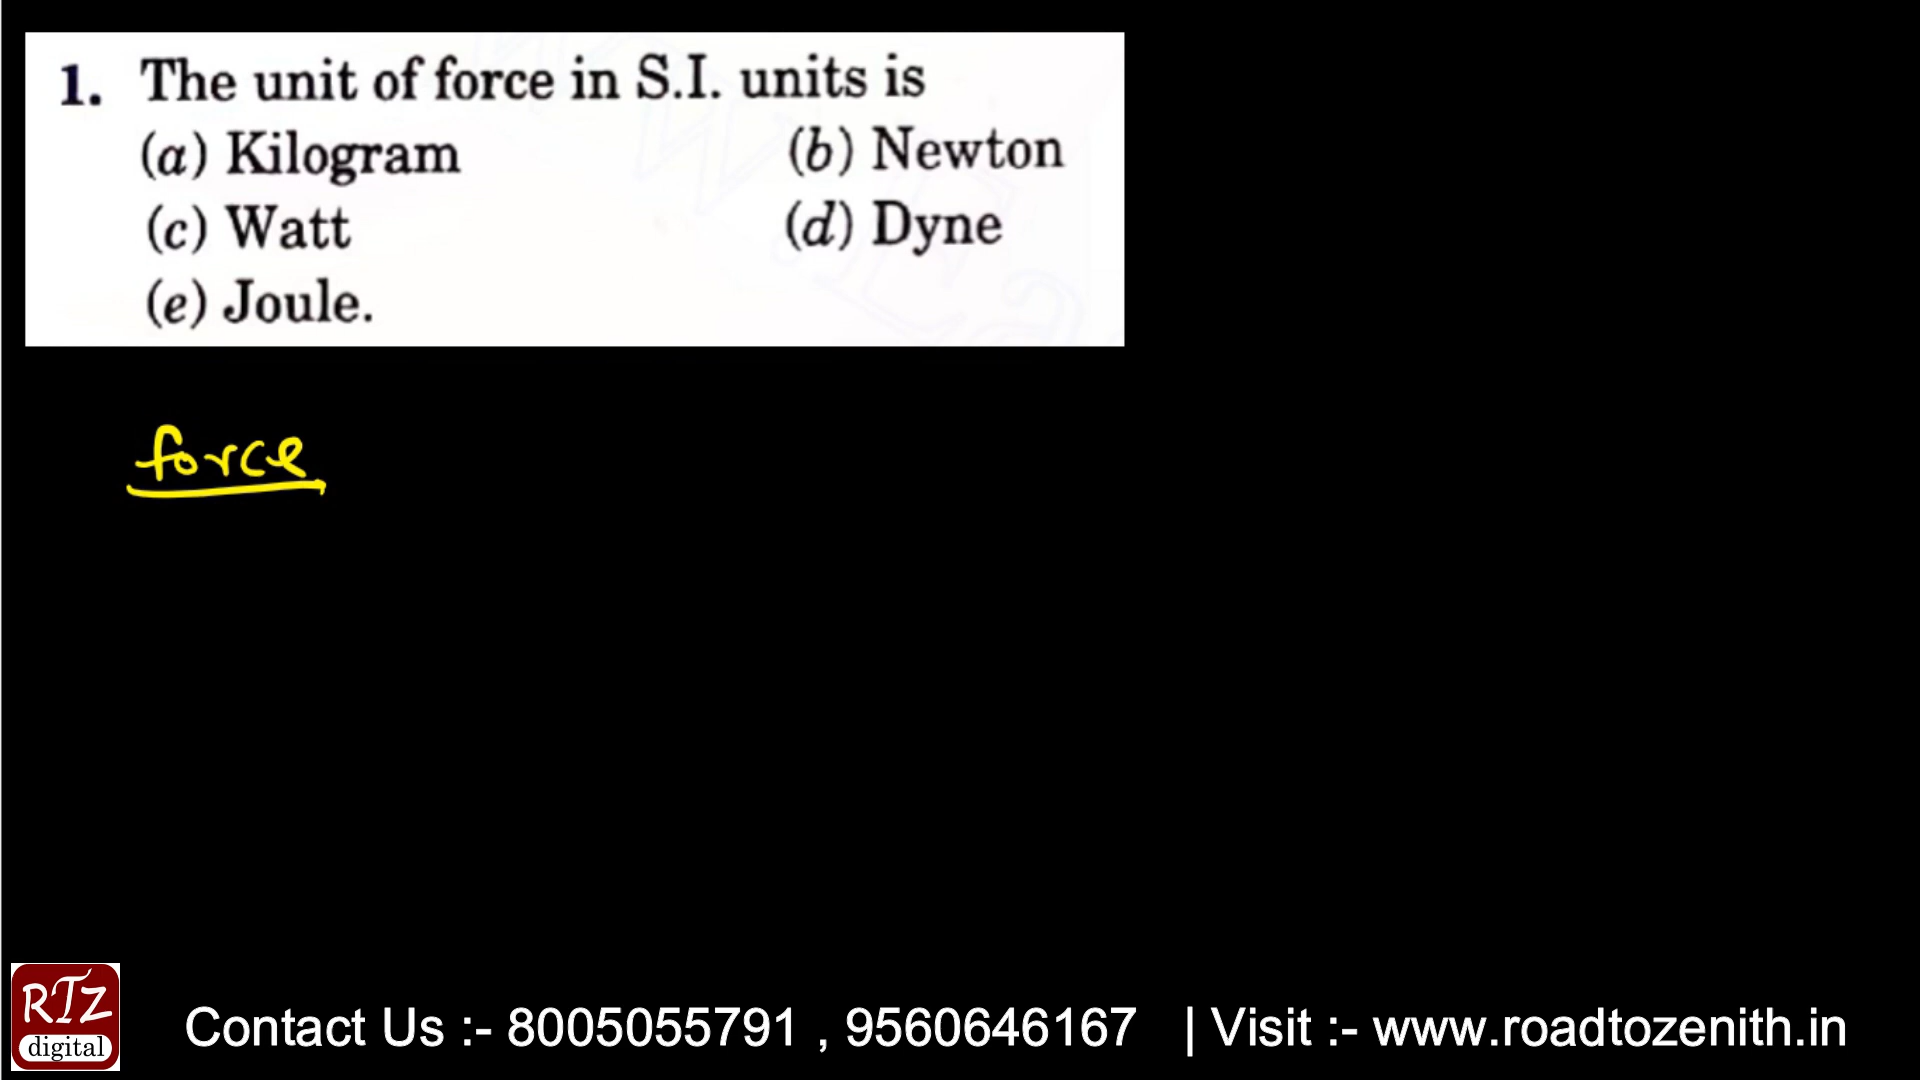 1. The unit of force in S.I. units is
(a) Kilogram (b) Newton
(c) Watt (d) Dyne
(e) Joule.
force
RTZ
digital
Contact Us :- 8005055791 , 9560646167 | Visit :- www.roadtozenith.in